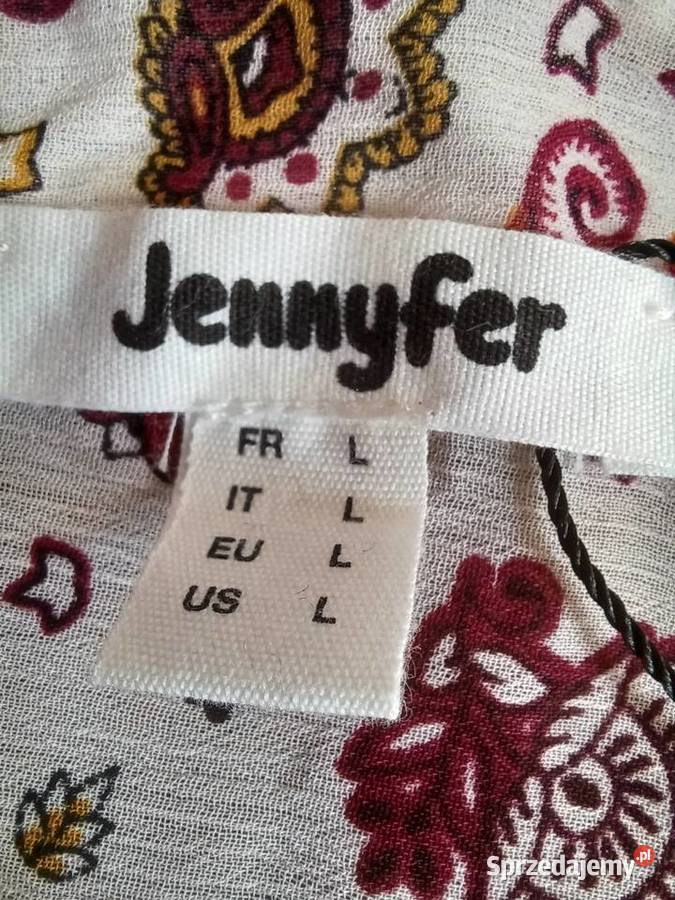 Jennyfer
FR L
IT L
EU L
US L
Sprzedajemy.pl